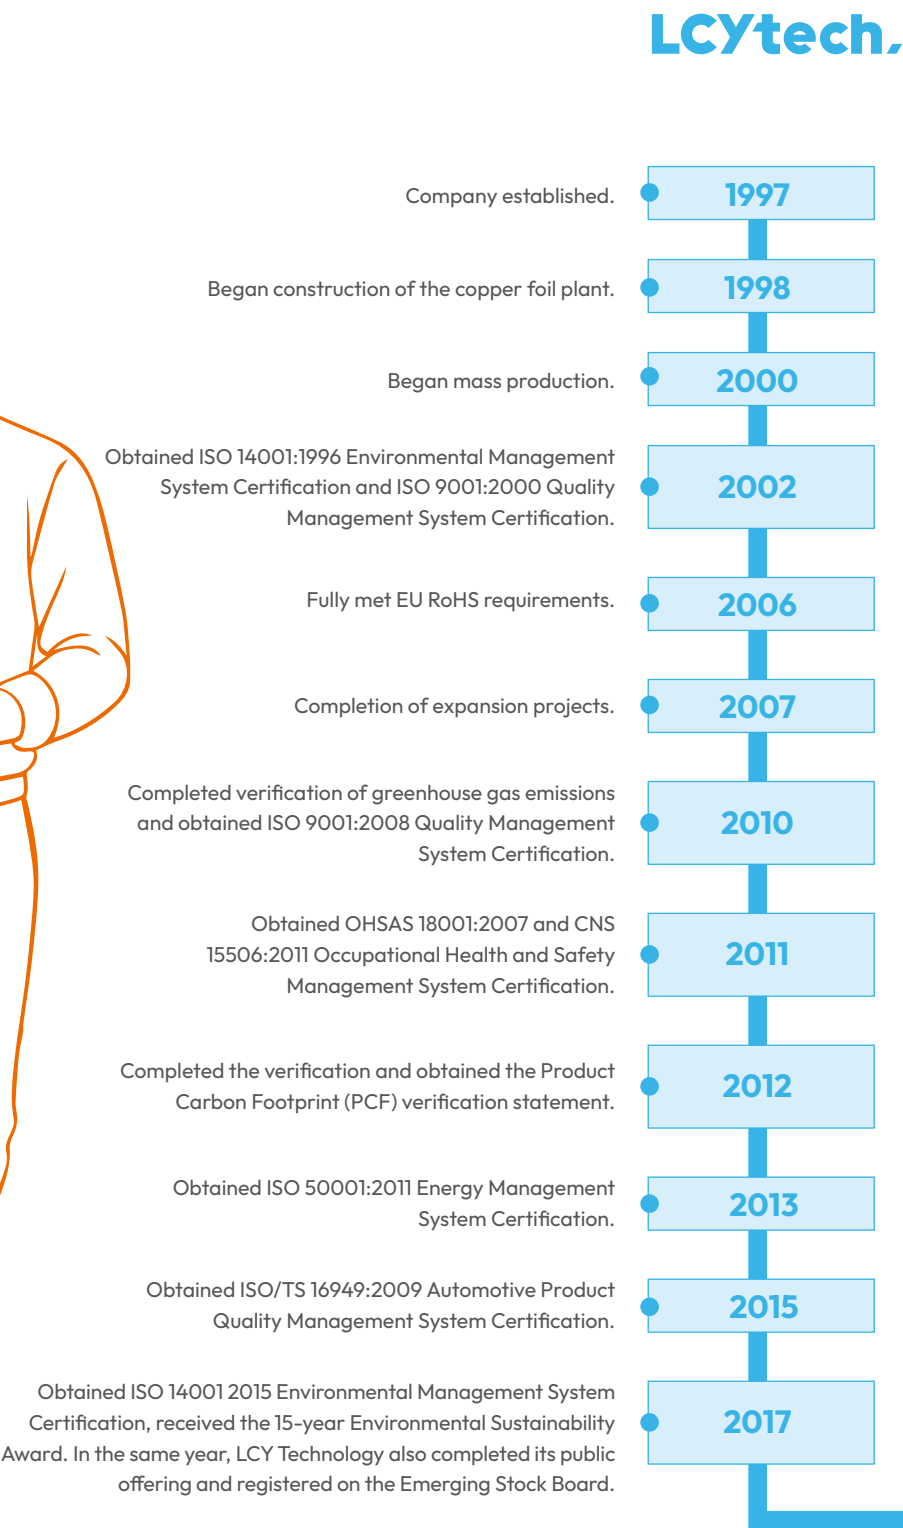 LCYtech,
Company established.
1997
Began construction of the copper foil plant.
1998
Began mass production.
2000
Obtained ISO 14001:1996 Environmental Management
System Certification and ISO 9001:2000 Quality
Management System Certification.
2002
Fully met EU RoHS requirements.
2006
Completion of expansion projects.
2007
Completed verification of greenhouse gas emissions
and obtained ISO 9001:2008 Quality Management
System Certification.
2010
Obtained OHSAS 18001:2007 and CNS
15506:2011 Occupational Health and Safety
Management System Certification.
2011
Completed the verification and obtained the Product
Carbon Footprint (PCF) verification statement.
2012
Obtained ISO 50001:2011 Energy Management
System Certification.
2013
Obtained ISO/TS 16949:2009 Automotive Product
Quality Management System Certification.
2015
Obtained ISO 14001 2015 Environmental Management System
Certification, received the 15-year Environmental Sustainability
Award. In the same year, LCY Technology also completed its public
offering and registered on the Emerging Stock Board.
2017